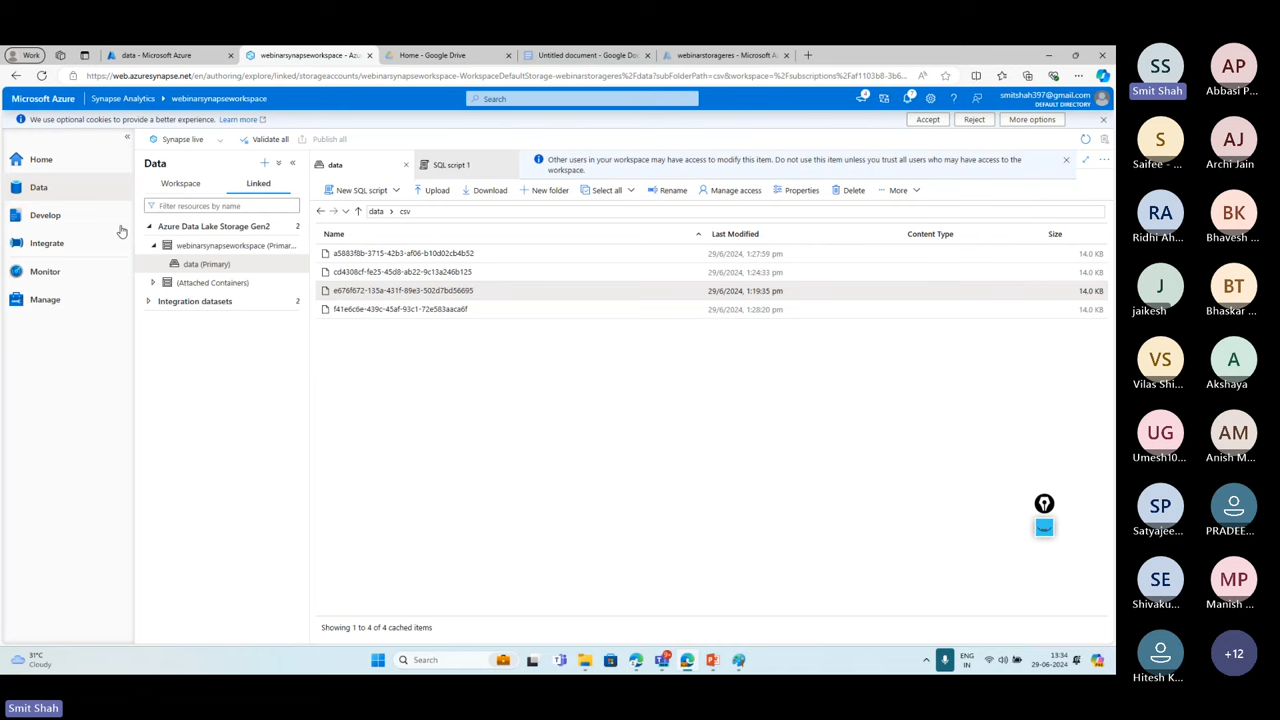 Work
data - Microsoft Azure
webinarsynapseworkspace - Az
Home - Google Drive
Untitled document - Google Do
webinarstorageres - Microsoft A
Microsoft Azure
Synapse Analytics
webinarsynapseworkspace
Search
4
7
smitshah397@gmail.com
DEFAULT DIRECTORY
We use optional cookies to provide a better experience. Learn more
Accept
Reject
More options
Home
Data
Develop
Integrate
Monitor
Manage
Synapse live
Validate all
Publish all
Data
Workspace
Linked
Filter resources by name
Azure Data Lake Storage Gen2 2
webinarsynapseworkspace (Primar...
data (Primary)
(Attached Containers)
Integration datasets 2
data
SQL script 1
Other users in your workspace may have access to modify this item. Do not use this item unless you trust all users who may have access to the
workspace.
New SQL script
Upload
Download
New folder
Select all
Rename
Manage access
Properties
Delete
More
data > csv
Name
Last Modified
Content Type
Size
a5883f8b-3715-42b3-af06-b10d02cb4b52 29/6/2024, 1:27:59 pm 14.0 KB
cd4308cf-fe25-45d8-ab22-9c13a246b125 29/6/2024, 1:24:33 pm 14.0 KB
e676f672-135a-431f-89e3-502d7bd56695 29/6/2024, 1:19:35 pm 14.0 KB
f41e6c6e-439c-45af-93c1-72e583aaca6f 29/6/2024, 1:28:20 pm 14.0 KB
Showing 1 to 4 of 4 cached items
31°C
Cloudy
Search
ENG
IN
13:34
29-06-2024
Smit Shah
SS
Smit Shah
AP
Abbasi P...
S
Saifee - ...
AJ
Archi Jain
RA
Ridhi Ah...
BK
Bhavesh ...
J
jaikesh
BT
Bhaskar ...
VS
Vilas Shi...
A
Akshaya
UG
Umesh10...
AM
Anish M...
SP
Satyajee...
PRADEE...
SE
Shivaku...
MP
Manish ...
Hitesh K...
+12